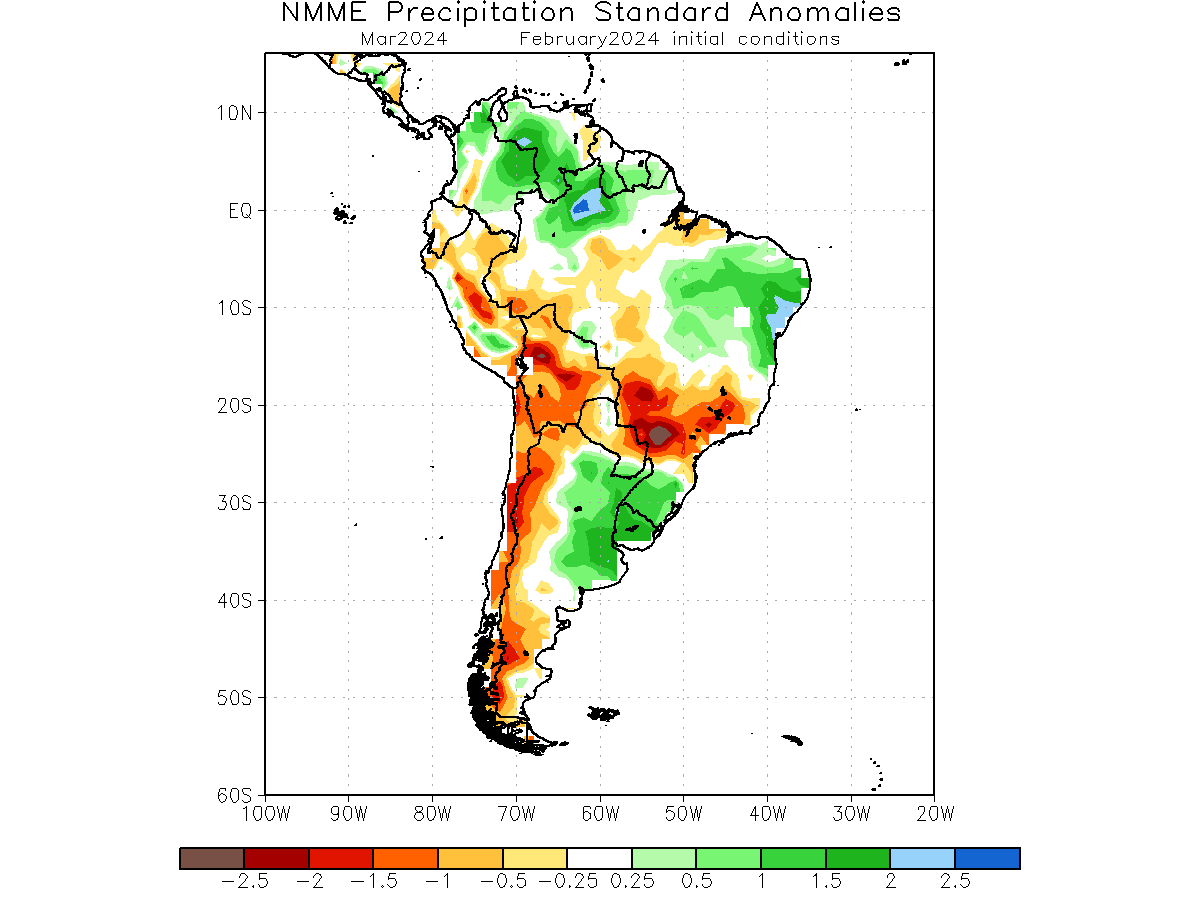 NMME Precipitation Standard Anomalies
Mar2024 February2024 initial conditions
10N
EQ
10S
20S
30S
40S
50S
60S
100W 90W 80W 70W 60W 50W 40W 30W 20W
-2.5 -2 -1.5 -1 -0.5 -0.25 0.25 0.5 1 1.5 2 2.5